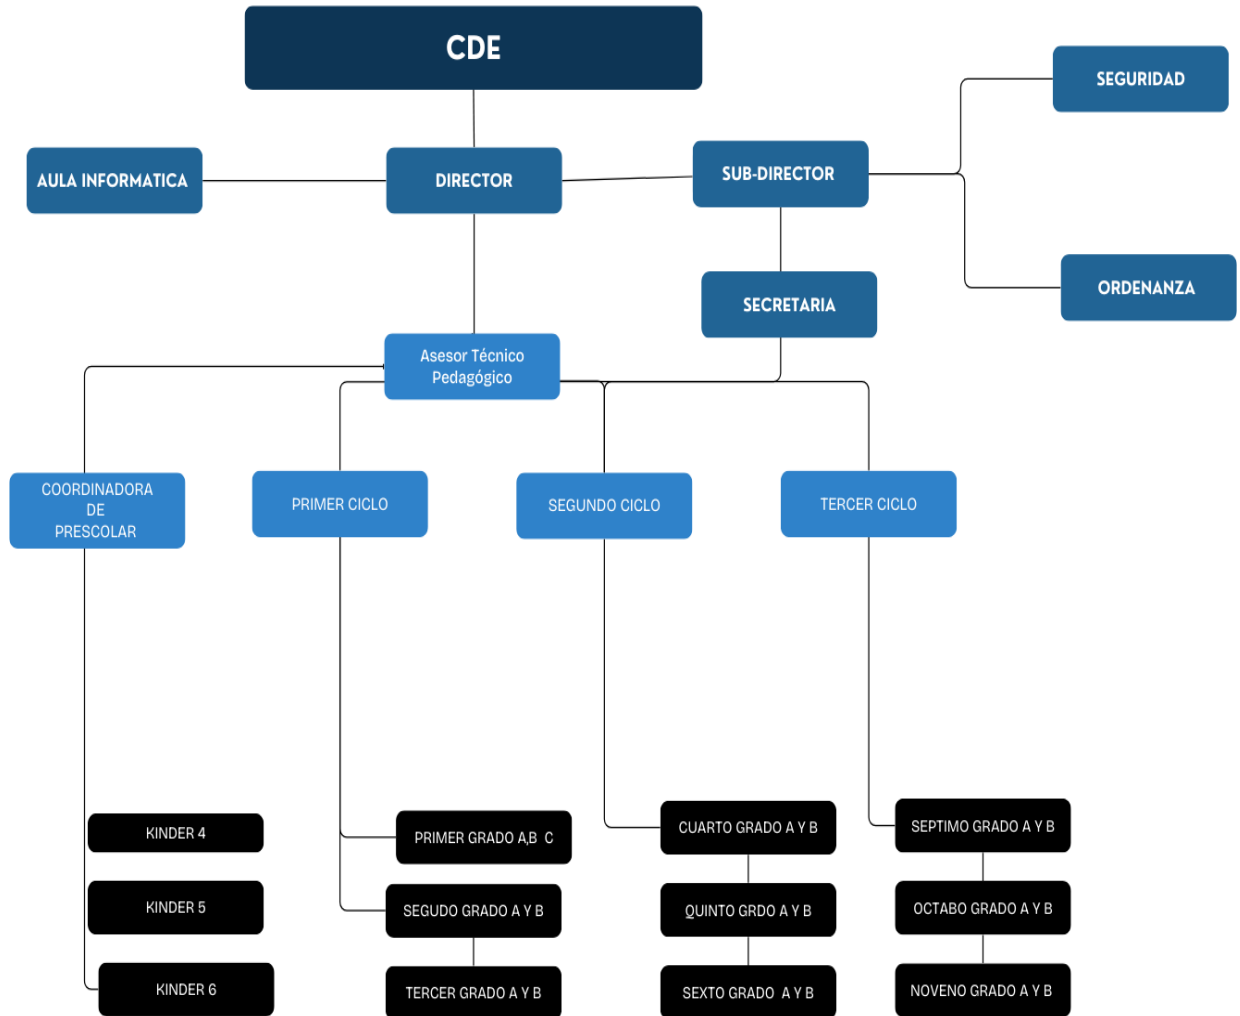 CDE
SEGURIDAD
AULA INFORMATICA
DIRECTOR
SUB-DIRECTOR
SECRETARIA
ORDENANZA
Asesor Técnico
Pedagógico
COORDINADORA
DE
PRESCOLAR
PRIMER CICLO
SEGUNDO CICLO
TERCER CICLO
KINDER 4
KINDER 5
KINDER 6
PRIMER GRADO A,B  C
SEGUDO GRADO A Y B
TERCER GRADO A Y B
CUARTO GRADO A Y B
QUINTO GRDO A Y B
SEXTO GRADO  A Y B
SEPTIMO GRADO A Y B
OCTABO GRADO A Y B
NOVENO GRADO A Y B